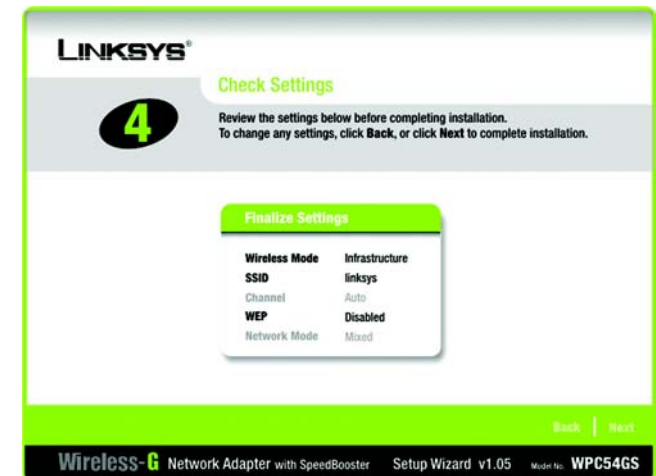 LINKSYS®
Check Settings
4
Review the settings below before completing installation.
To change any settings, click Back, or click Next to complete installation.
Finalize Settings
Wireless Mode Infrastructure
SSID linksys
Channel Auto
WEP Disabled
Network Mode Mixed
Back | Next
Wireless-G Network Adapter with SpeedBooster Setup Wizard v1.05 Model No. WPC54GS